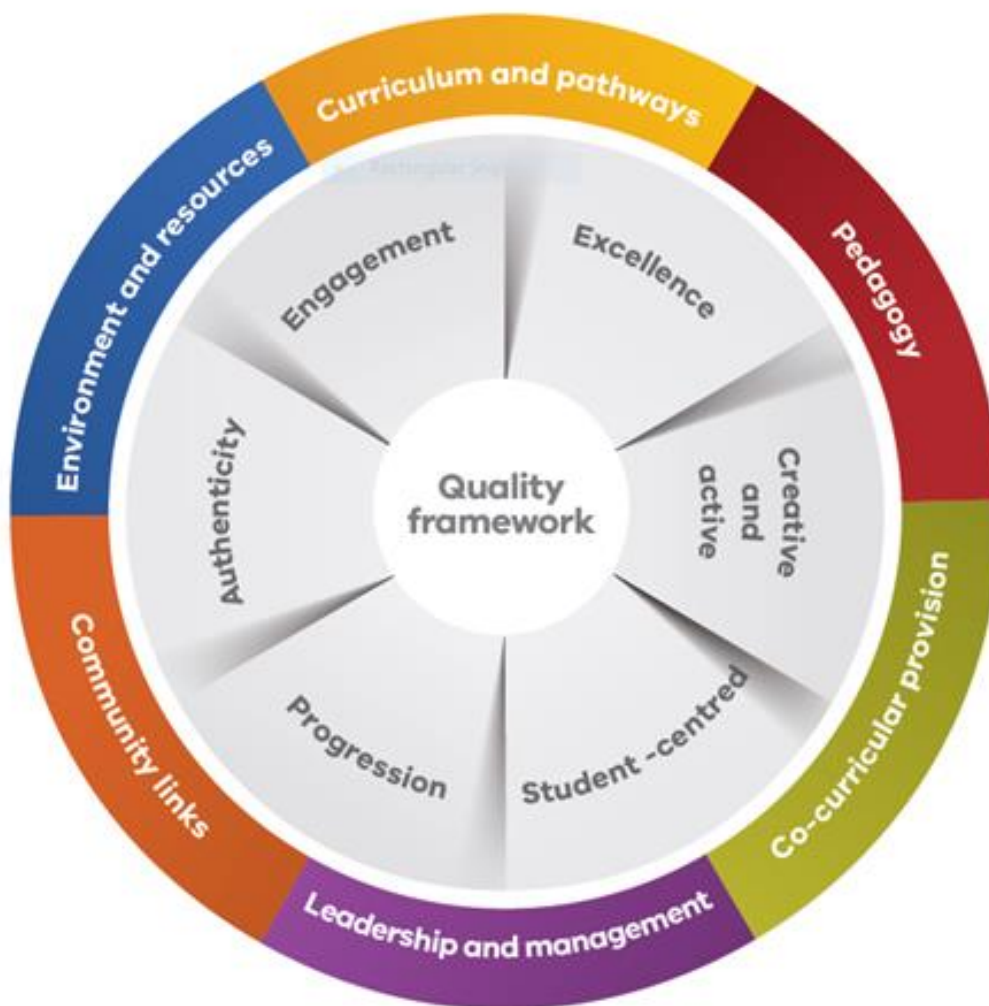 Curriculum and pathways
Pedagogy
Co-curricular provision
Leadership and management
Community links
Environment and resources
Engagement
Excellence
Creative
and
active
Student -centred
Progression
Authenticity
Quality
framework